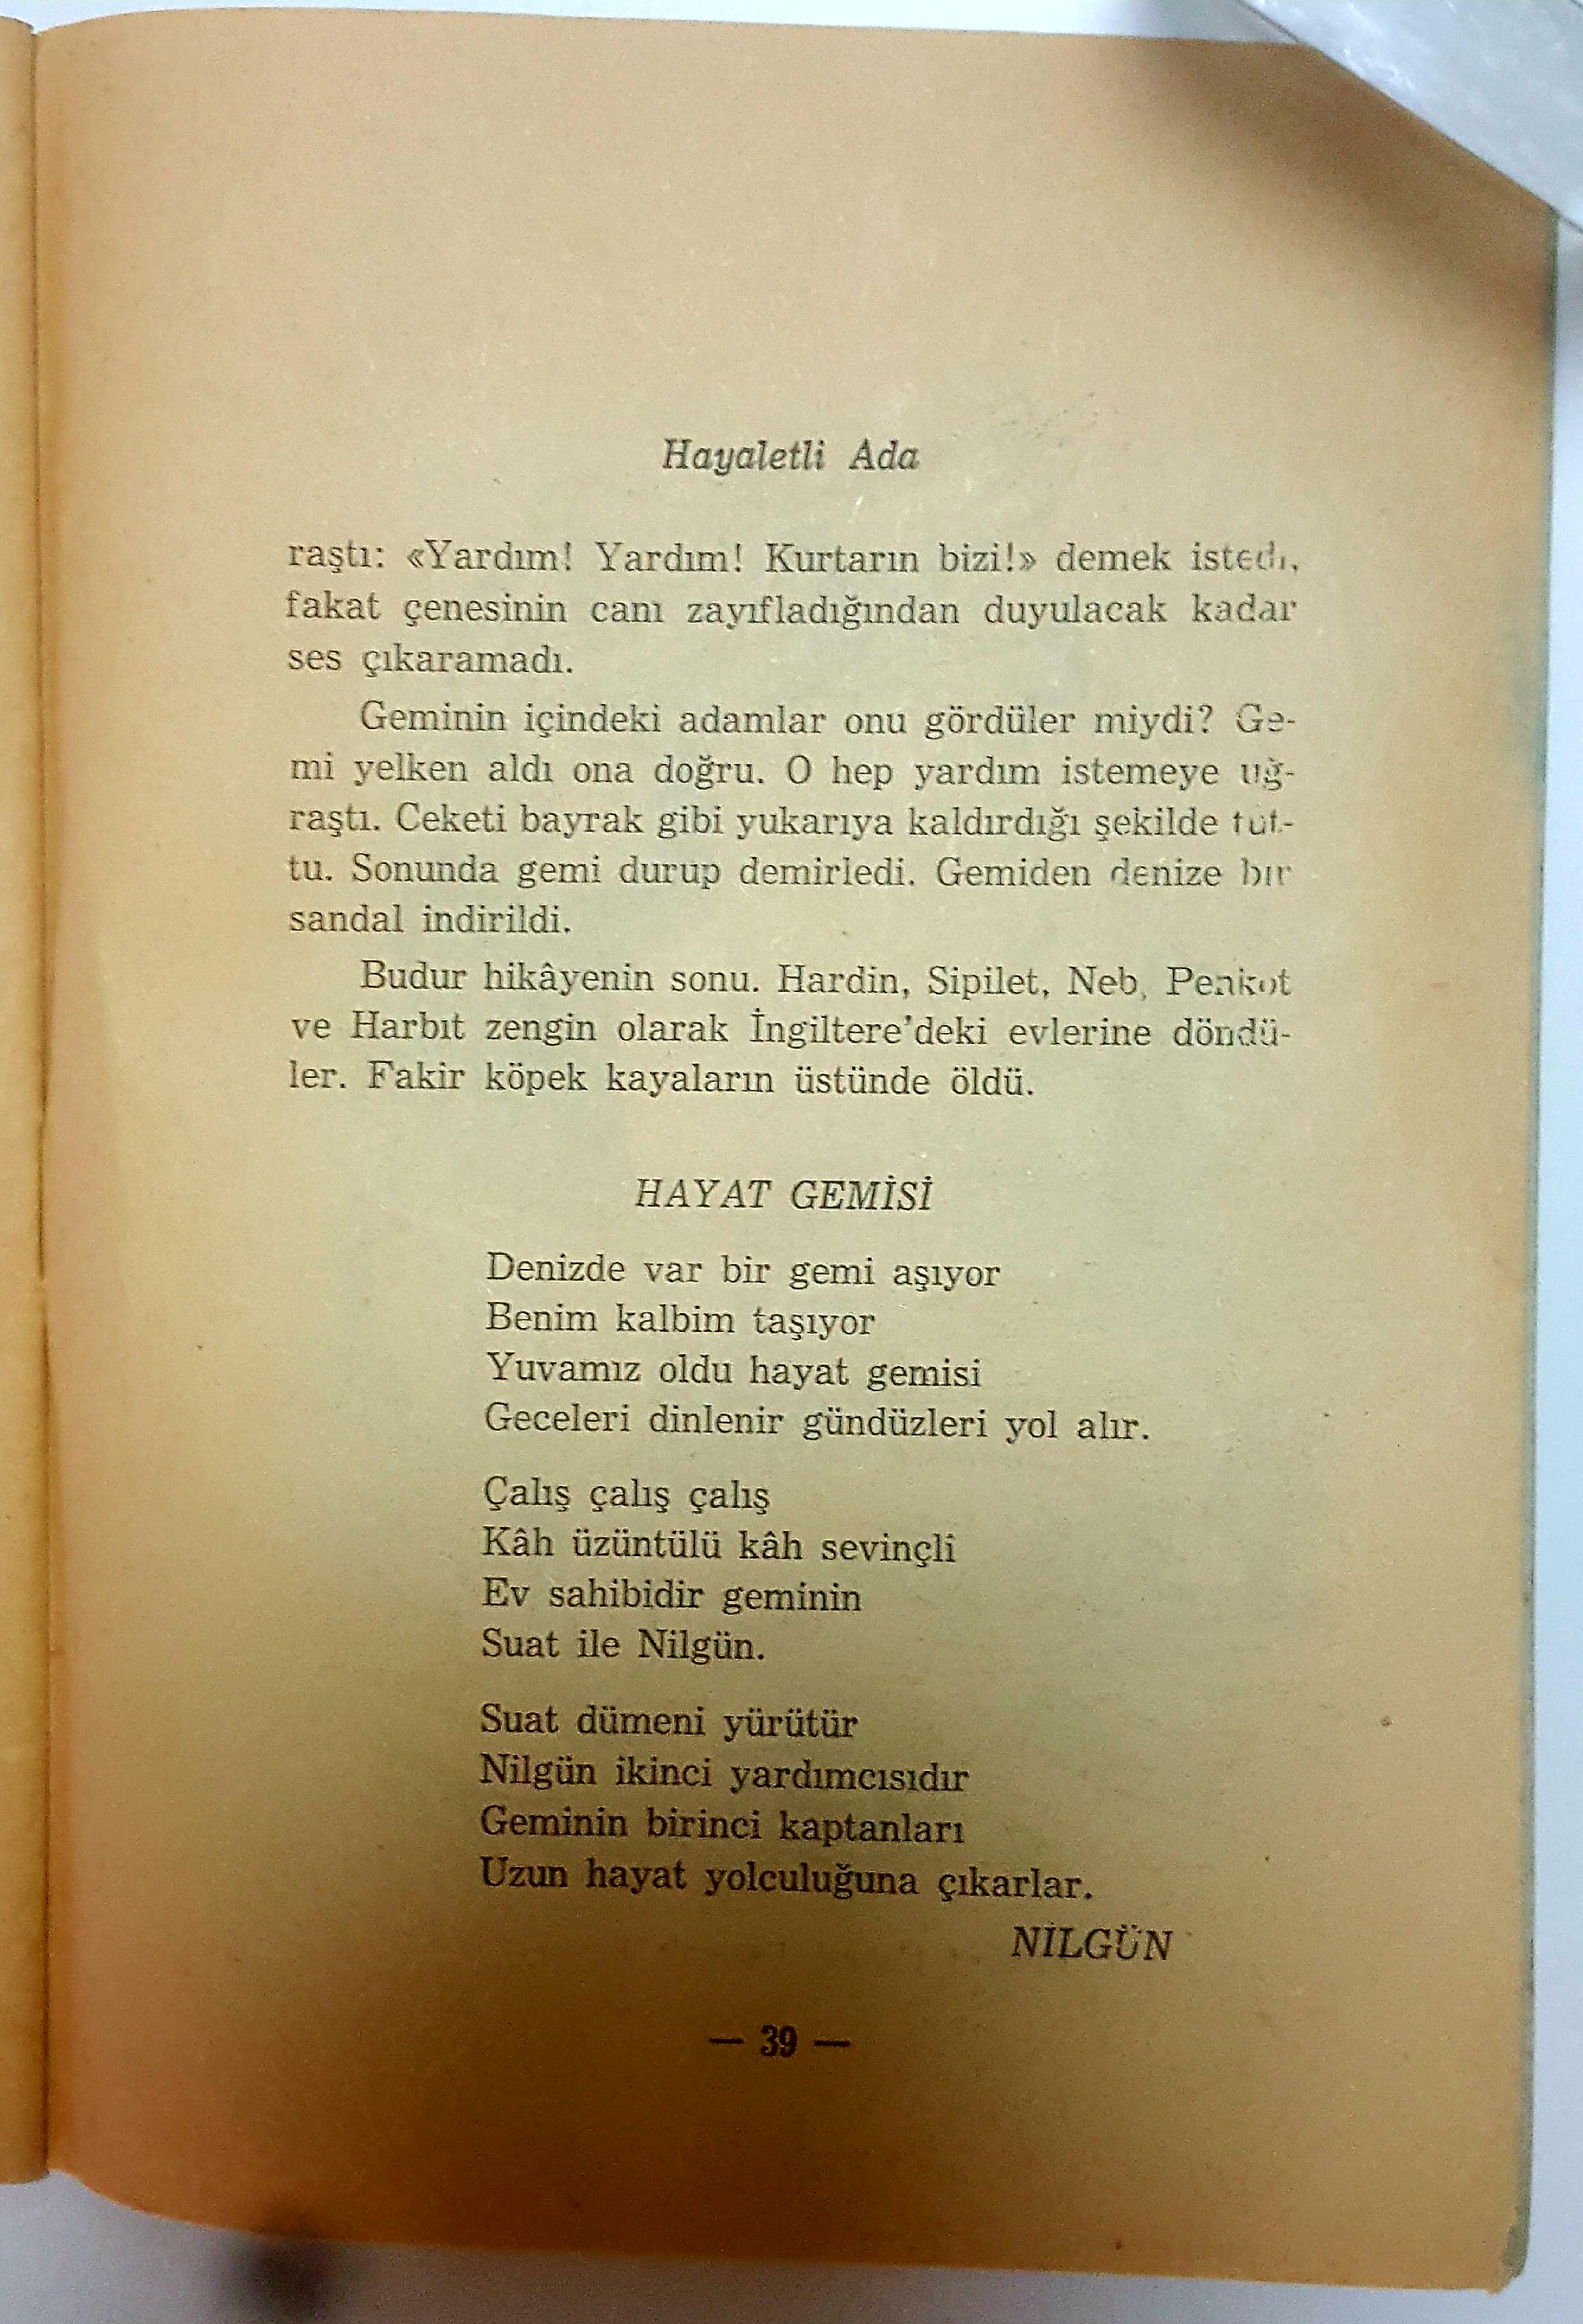 Hayaletli Ada
raştı: «Yardım! Yardım! Kurtarın bizi!» demek istedi,
fakat çenesinin canı zayıfladığından duyulacak kadar
ses çıkaramadı.
Geminin içindeki adamlar onu gördüler miydi? Ge-
mi yelken aldı ona doğru. O hep yardım istemeye uğ-
raştı. Ceketi bayrak gibi yukarıya kaldırdığı şekilde tut-
tu. Sonunda gemi durup demirledi. Gemiden denize bir
sandal indirildi.
Budur hikâyenin sonu. Hardin, Sipilet, Neb, Penkot
ve Harbıt zengin olarak İngiltere'deki evlerine döndü-
ler. Fakir köpek kayaların üstünde öldü.
HAYAT GEMİSİ
Denizde var bir gemi aşıyor
Benim kalbim taşıyor
Yuvamız oldu hayat gemisi
Geceleri dinlenir gündüzleri yol alır.
Çalış çalış çalış
Kâh üzüntülü kâh sevinçli
Ev sahibidir geminin
Suat ile Nilgün.
Suat dümeni yürütür
Nilgün ikinci yardımcısıdır
Geminin birinci kaptanları
Uzun hayat yolculuğuna çıkarlar.
NİLGÜN
— 39 —